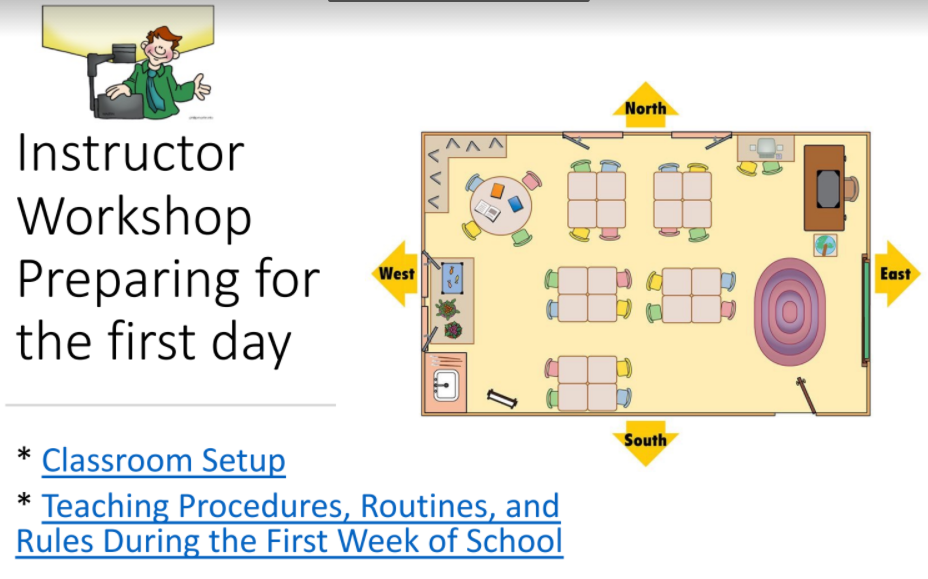 Instructor
Workshop
Preparing for
the first day
* Classroom Setup
* Teaching Procedures, Routines, and
Rules During the First Week of School
North
West
East
South